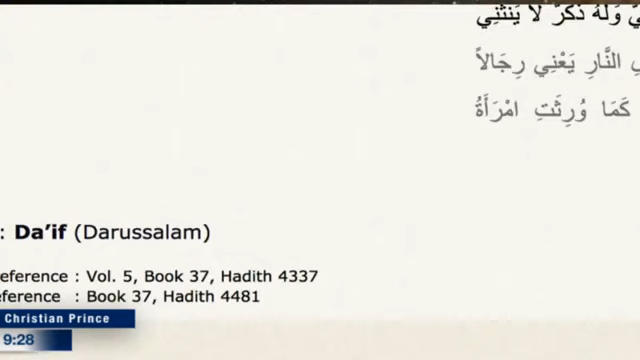 وَلَهُ ذَكَرٌ لاَ يَنْثَنِي
النَّارِ يَعْنِي رِجَالاً
كَمَا وُرِثَتِ امْرَأَةُ
: Da'if (Darussalam)
eference : Vol. 5, Book 37, Hadith 4337
eference : Book 37, Hadith 4481
Christian Prince
9:28